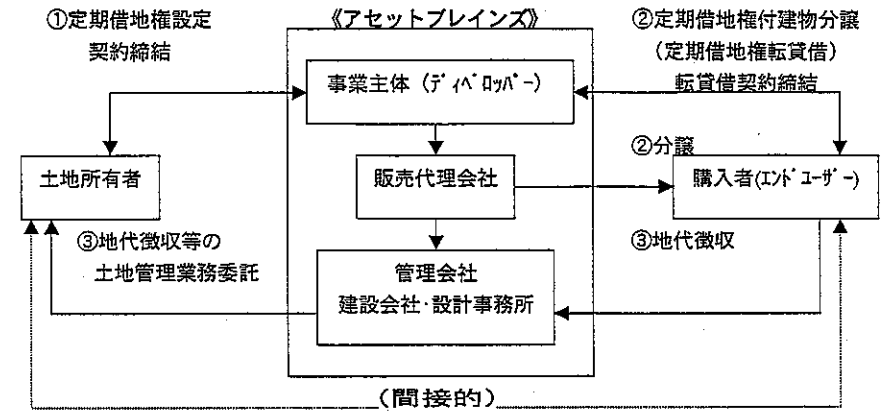 ①定期借地権設定
契約締結
《アセットブレインズ》
②定期借地権付建物分譲
(定期借地権転貸借)
転貸借契約締結
事業主体(ディベロッパー)
②分譲
土地所有者
販売代理会社
購入者(エンドユーザー)
③地代徴収等の
土地管理業務委託
③地代徴収
管理会社
建設会社・設計事務所
(間接的)